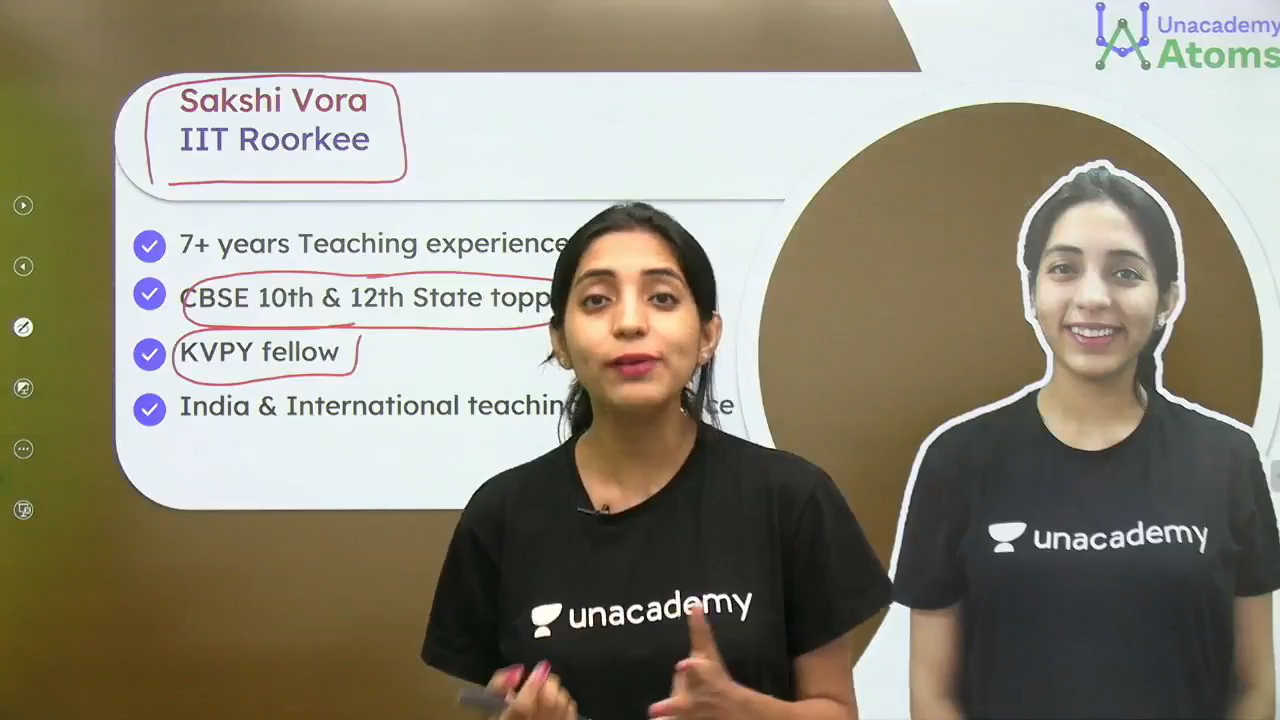 Unacademy
Atoms
Sakshi Vora
IIT Roorkee
7+ years Teaching experience
CBSE 10th & 12th State topp
KVPY fellow
India & International teachin ce
unacademy
unacademy